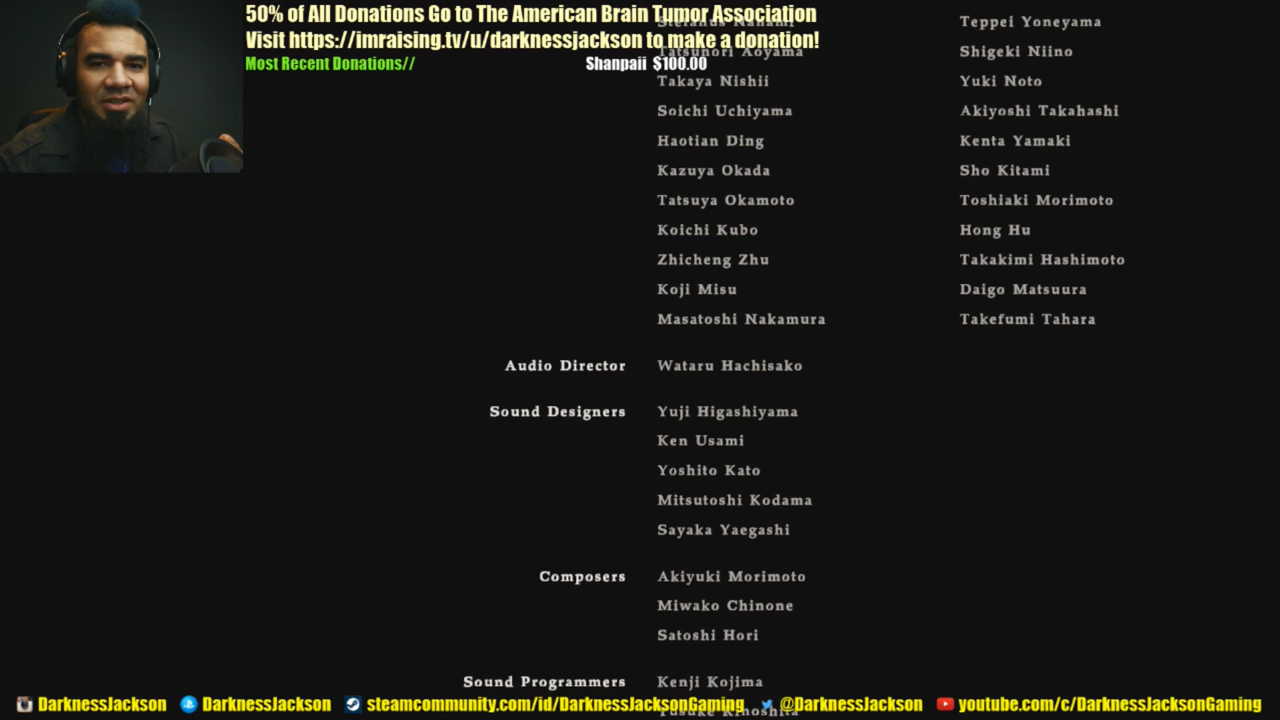 50% of All Donations Go to The American Brain Tumor Association
Visit https://imraising.tv/u/darknessjackson to make a donation!
Most Recent Donations// Shanpaii $100.00
Teppei Yoneyama
Tatsunori Aoyama Shigeki Niino
Takaya Nishii Yuki Noto
Soichi Uchiyama Akiyoshi Takahashi
Haotian Ding Kenta Yamaki
Kazuya Okada Sho Kitami
Tatsuya Okamoto Toshiaki Morimoto
Koichi Kubo Hong Hu
Zhicheng Zhu Takakimi Hashimoto
Koji Misu Daigo Matsuura
Masatoshi Nakamura Takefumi Tahara
Audio Director Wataru Hachisako
Sound Designers Yuji Higashiyama
Ken Usami
Yoshito Kato
Mitsutoshi Kodama
Sayaka Yaegashi
Composers Akiyuki Morimoto
Miwako Chinone
Satoshi Hori
Sound Programmers Kenji Kojima
Yusuke Kinoshita
DarknessJackson DarknessJackson steamcommunity.com/id/DarknessJacksonGaming @DarknessJackson youtube.com/c/DarknessJacksonGaming